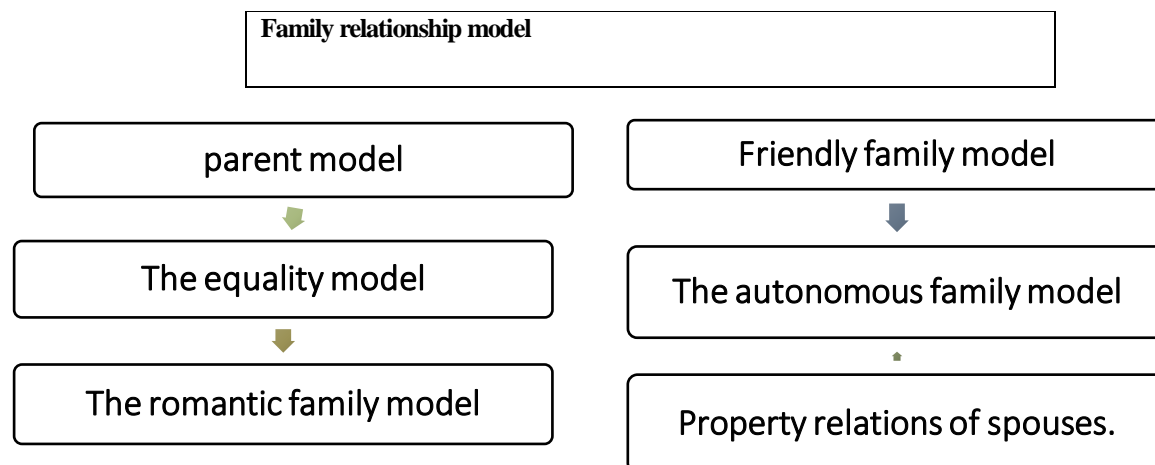 Family relationship model
parent model
The equality model
The romantic family model
Friendly family model
The autonomous family model
Property relations of spouses.